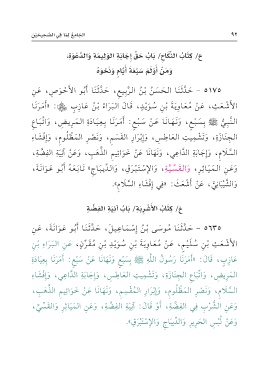 ٩٢ الجامع لما في الصحيحين
خ/ كتاب النكاح/ باب حق إجابة الوليمة والدعوة،
ومن أولم سبعة أيام ونحوه
٥١٧٥ - حَدَّثَنَا الحَسَنُ بْنُ الرَّبِيعِ، حَدَّثَنَا أَبُو الأَحْوَصِ، عَنِ
الأَشْعَثِ، عَنْ مُعَاوِيَةَ بْنِ سُوَيْدٍ، قَالَ البَرَاءُ بْنُ عَازِبٍ ﷺ: «أَمَرَنَا
النَّبِيُّ ﷺ بِسَبْعٍ، وَنَهَانَا عَنْ سَبْعٍ: أَمَرَنَا بِعِيَادَةِ المَرِيضِ، وَاتِّبَاعِ
الجِنَازَةِ، وَتَشْمِيتِ العَاطِسِ، وَإِبْرَارِ القَسَمِ، وَنَصْرِ المَظْلُومِ، وَإِفْشَاءِ
السَّلَامِ، وَإِجَابَةِ الدَّاعِي، وَنَهَانَا عَنْ خَوَاتِيمِ الذَّهَبِ، وَعَنْ آنِيَةِ الفِضَّةِ،
وَعَنِ المَيَاثِرِ، وَالقَسِّيَّةِ، وَالإِسْتَبْرَقِ، وَالدِّيبَاجِ» تَابَعَهُ أَبُو عَوَانَةَ،
وَالشَّيْبَانِيُّ، عَنْ أَشْعَثَ: «فِي إِفْشَاءِ السَّلَامِ».
خ/ كتاب الأشربة/ باب آنية الفضة
٥٦٣٥ - حَدَّثَنَا مُوسَى بْنُ إِسْمَاعِيلَ، حَدَّثَنَا أَبُو عَوَانَةَ، عَنِ
الأَشْعَثِ بْنِ سُلَيْمٍ، عَنْ مُعَاوِيَةَ بْنِ سُوَيْدِ بْنِ مُقَرِّنٍ، عَنِ البَرَاءِ بْنِ
عَازِبٍ، قَالَ: «أَمَرَنَا رَسُولُ اللَّهِ ﷺ بِسَبْعٍ وَنَهَانَا عَنْ سَبْعٍ: أَمَرَنَا بِعِيَادَةِ
المَرِيضِ، وَاتِّبَاعِ الجِنَازَةِ، وَتَشْمِيتِ العَاطِسِ، وَإِجَابَةِ الدَّاعِي، وَإِفْشَاءِ
السَّلَامِ، وَنَصْرِ المَظْلُومِ، وَإِبْرَارِ المُقْسِمِ، وَنَهَانَا عَنْ خَوَاتِيمِ الذَّهَبِ،
وَعَنِ الشُّرْبِ فِي الفِضَّةِ، أَوْ قَالَ: آنِيَةِ الفِضَّةِ، وَعَنِ المَيَاثِرِ وَالقَسِّيِّ،
وَعَنْ لُبْسِ الحَرِيرِ وَالدِّيبَاجِ وَالإِسْتَبْرَقِ».